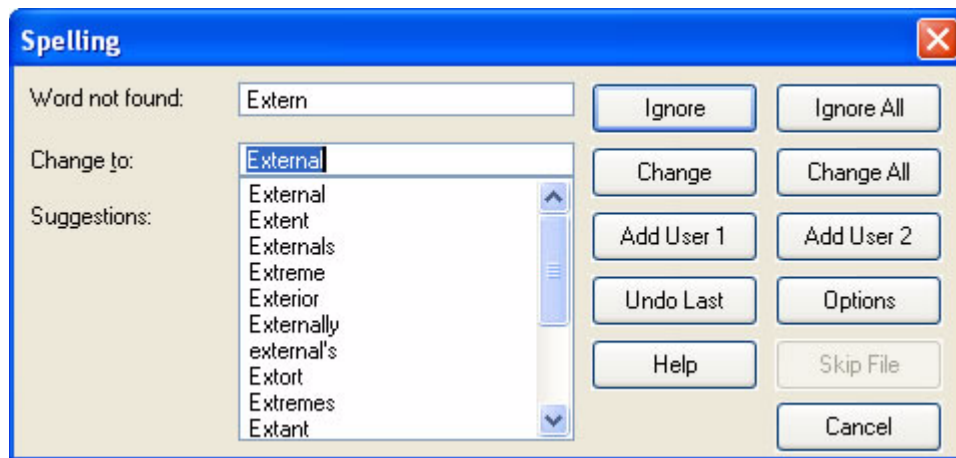 Spelling
Word not found:
Extern
Ignore
Ignore All
Change to:
External
Change
Change All
Suggestions:
External
Extent
Externals
Extreme
Exterior
Externally
external's
Extort
Extremes
Extant
Add User 1
Add User 2
Undo Last
Options
Help
Skip File
Cancel